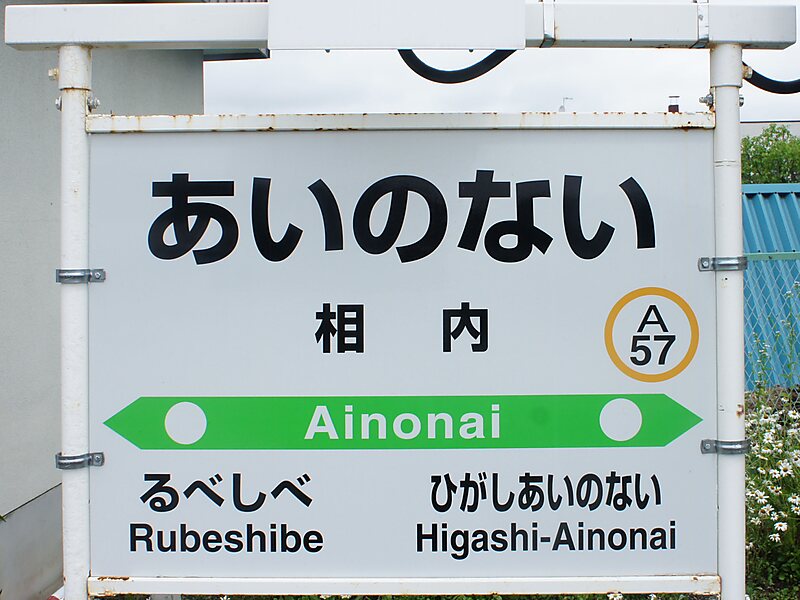 あいのない
相 内
A
57
Ainonai
るべしべ ひがしあいのない
Rubeshibe Higashi-Ainonai